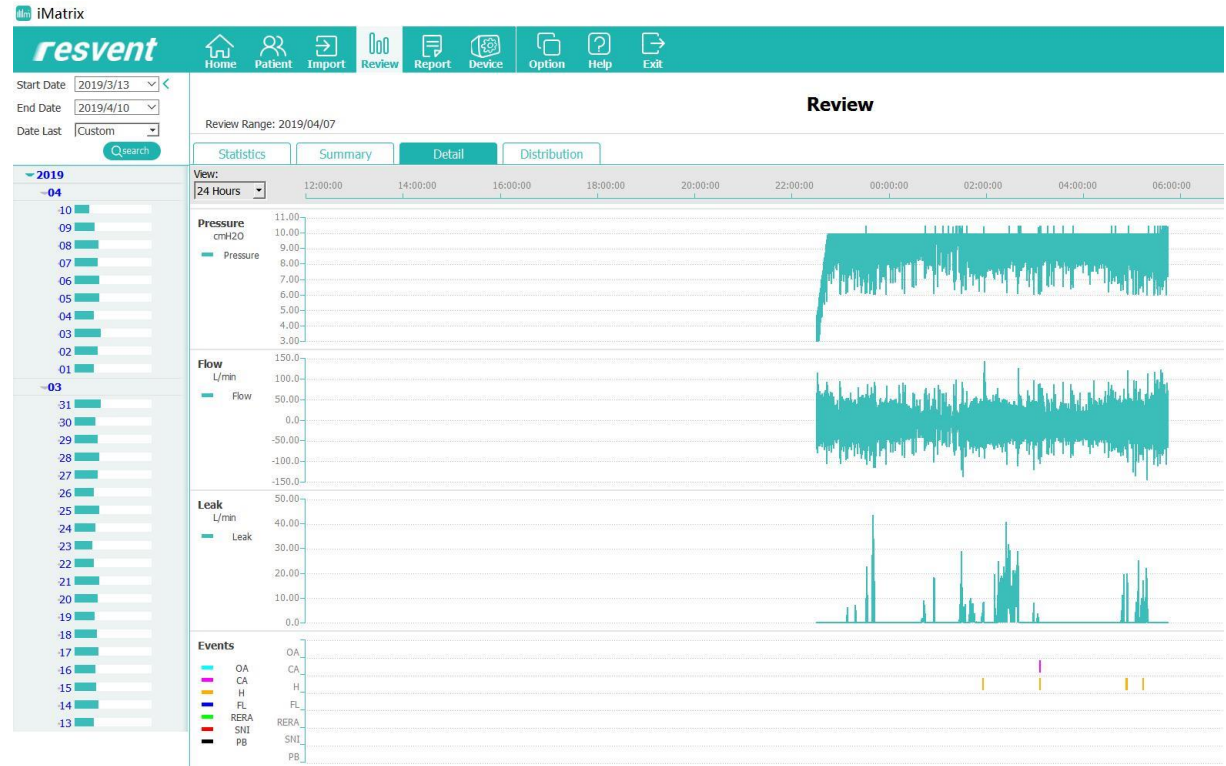 iMatrix
resvent
Home Patient Import Review Report Device Option Help Exit
Start Date 2019/3/13
End Date 2019/4/10
Date Last Custom
search
Review
Review Range: 2019/04/07
Statistics Summary Detail Distribution
2019
04
10
09
08
07
06
05
04
03
02
01
03
31
30
29
28
27
26
25
24
23
22
21
20
19
18
17
16
15
14
13
View:
24 Hours
12:00:00 14:00:00 16:00:00 18:00:00 20:00:00 22:00:00 00:00:00 02:00:00 04:00:00 06:00:00
Pressure
cmH2O
Pressure
11.00
10.00
9.00
8.00
7.00
6.00
5.00
4.00
3.00
Flow
L/min
Flow
150.0
100.0
50.00
0.0
-50.00
-100.0
-150.0
Leak
L/min
Leak
50.00
40.00
30.00
20.00
10.00
0.0
Events
OA
CA
H
FL
RERA
SNI
PB
OA
CA
H
FL
RERA
SNI
PB